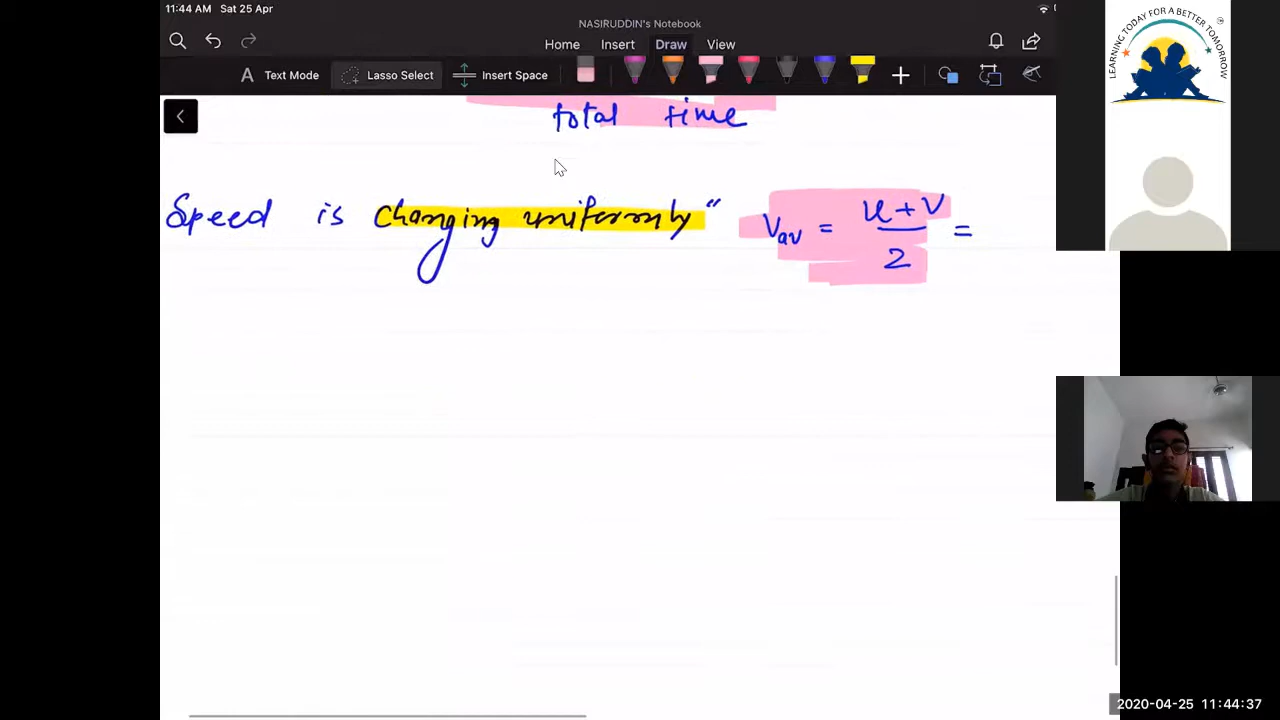 11:44 AM Sat 25 Apr
NASIRUDDIN's Notebook
Home Insert Draw View
A Text Mode Lasso Select Insert Space
total time
Speed is changing uniformly" Vav = u+v =
2
LEARNING TODAY FOR A BETTER TOMORROW
2020-04-25 11:44:37